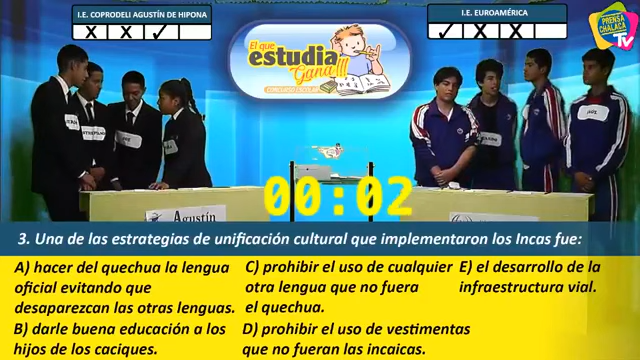 I.E. COPRODELI AGUSTÍN DE HIPONA
X X ✓
I.E. EUROAMÉRICA
✓ X X
PRENSA
CHALACA
TV
El que
estudia
Gana!!!
CONCURSO ESCOLAR
00:02
Agustín
3. Una de las estrategias de unificación cultural que implementaron los Incas fue:
A) hacer del quechua la lengua
oficial evitando que
desaparezcan las otras lenguas.
B) darle buena educación a los
hijos de los caciques.
C) prohibir el uso de cualquier
otra lengua que no fuera
el quechua.
D) prohibir el uso de vestimentas
que no fueran las incaicas.
E) el desarrollo de la
infraestructura vial.